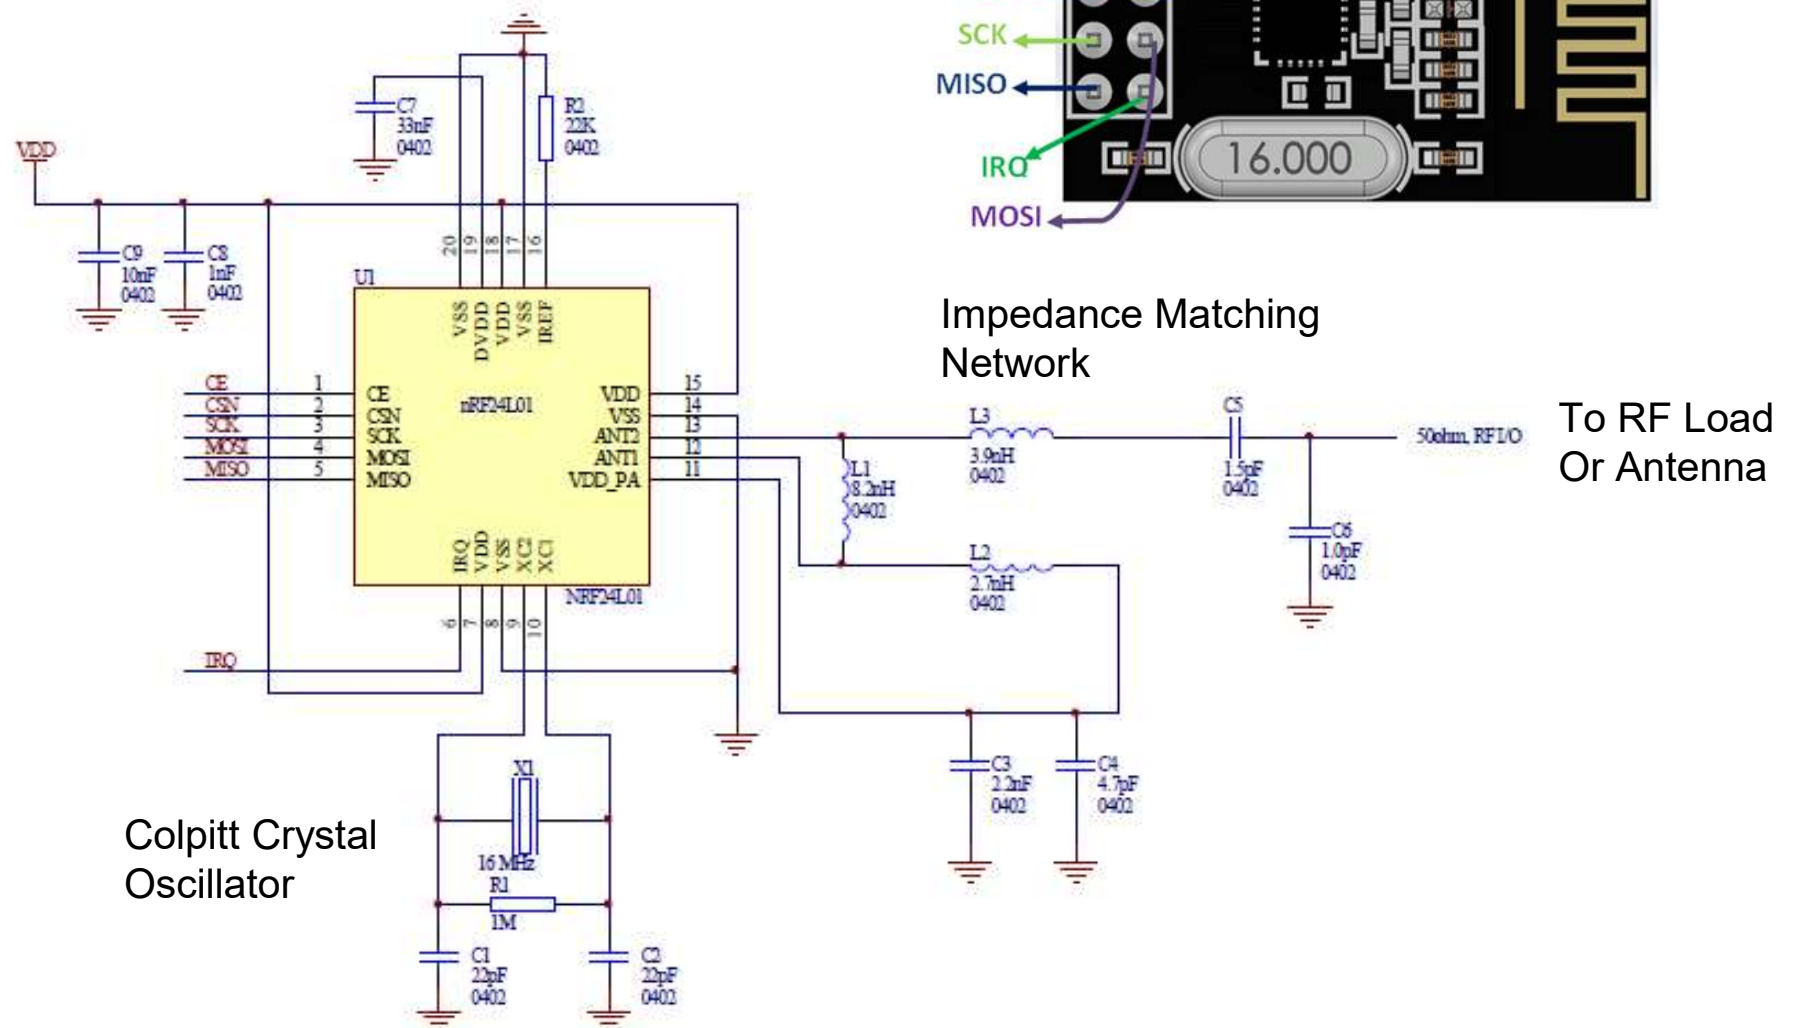 SCK
MISO
IRQ
MOSI
16.000
C7
33nF
0402
R2
22K
0402
VDD
C9
10nF
0402
C8
1nF
0402
20
19
18
17
16
U1
VSS
DVDD
VDD
VSS
IREF
nRF24L01
CE 1 CE
CSN 2 CSN
SCK 3 SCK
MOSI 4 MOSI
MISO 5 MISO
VDD 15
VSS 14
ANT2 13
ANT1 12
VDD_PA 11
IRQ
VDD
VSS
XC2
XC1
NRF24L01
6
7
8
9
10
IRQ
Impedance Matching
Network
L3
3.9nH
0402
C5
1.5pF
0402
50ohm, RF I/O
To RF Load
Or Antenna
L1
8.2nH
0402
L2
2.7nH
0402
C6
1.0pF
0402
C3
2.2nF
0402
C4
4.7pF
0402
Colpitt Crystal
Oscillator
X1
16 MHz
R1
1M
C1
22pF
0402
C2
22pF
0402